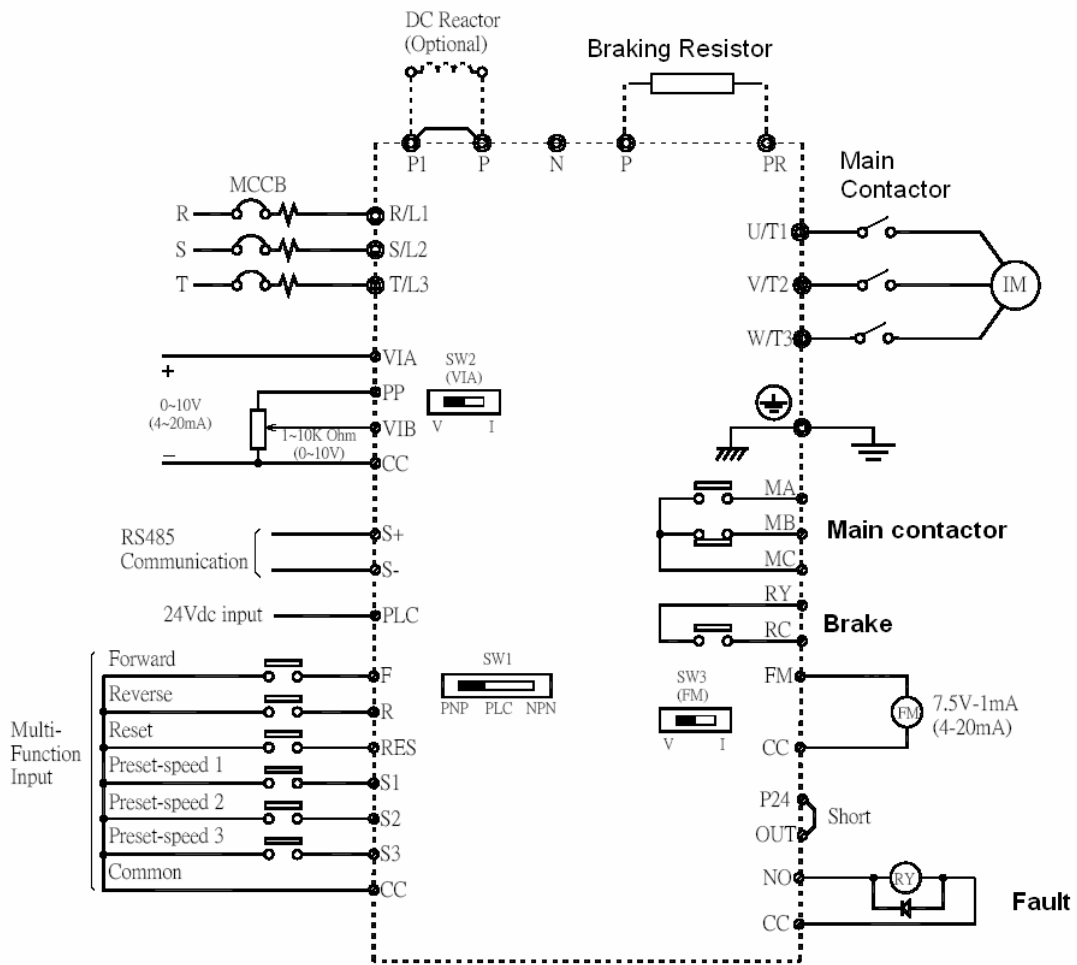 DC Reactor
(Optional)
Braking Resistor
P1
P
N
P
PR
Main
Contactor
MCCB
R
R/L1
S
S/L2
T
T/L3
U/T1
V/T2
W/T3
IM
VIA
+
PP
0~10V
(4~20mA)
VIB
1~10K Ohm
(0~10V)
–
CC
SW2
(VIA)
V
I
MA
MB
Main contactor
MC
RS485
Communication
S+
S-
RY
RC
Brake
24Vdc input
PLC
Multi-
Function
Input
Forward
F
Reverse
R
Reset
RES
Preset-speed 1
S1
Preset-speed 2
S2
Preset-speed 3
S3
Common
CC
SW1
PNP
PLC
NPN
SW3
(FM)
V
I
FM
FM
7.5V-1mA
(4-20mA)
CC
P24
Short
OUT
NO
RY
Fault
CC